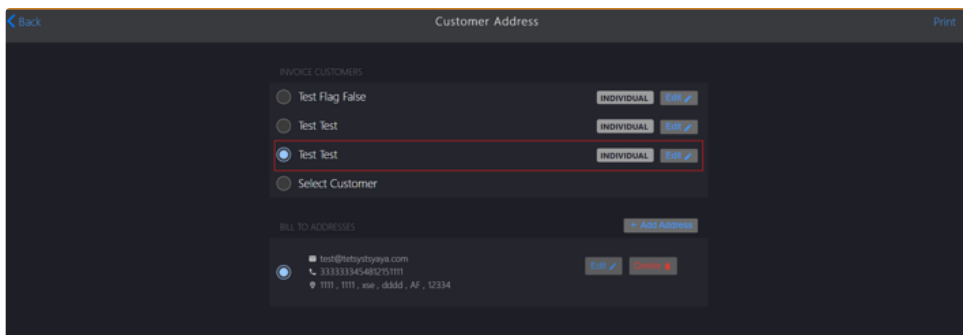 Back
Customer Address
Print
INVOICE CUSTOMERS
Test Flag False
INDIVIDUAL
Edit
Test Test
INDIVIDUAL
Edit
Test Test
INDIVIDUAL
Edit
Select Customer
BILL TO ADDRESSES
+ Add Address
test@tetsystsyaya.com
3333333454812151111
1111 , 1111 , xse , dddd , AF , 12334
Edit
Delete